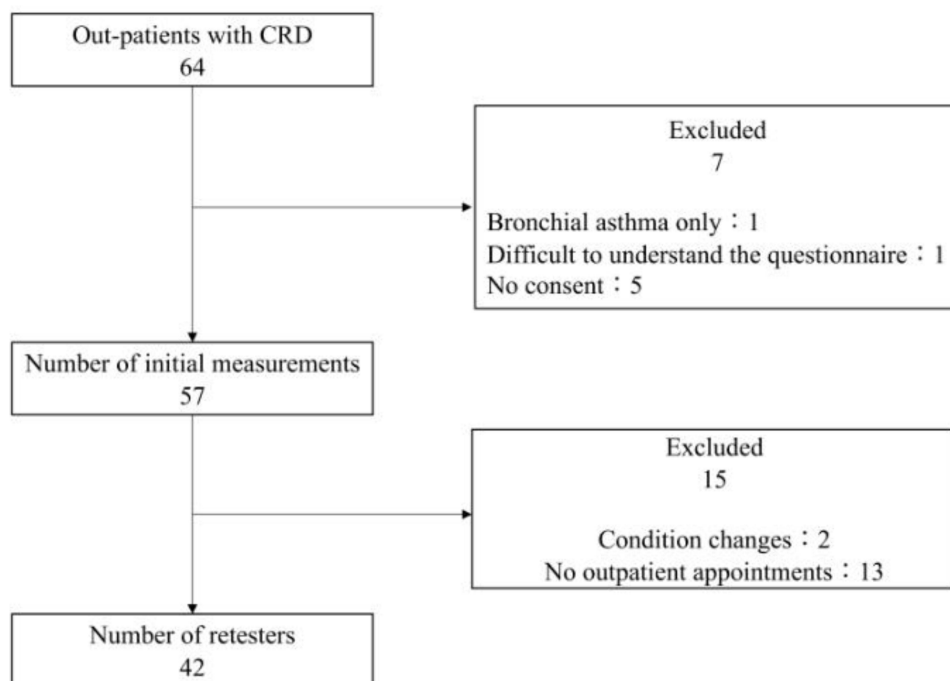 Out-patients with CRD
64
Excluded
7
Bronchial asthma only：1
Difficult to understand the questionnaire：1
No consent：5
Number of initial measurements
57
Excluded
15
Condition changes：2
No outpatient appointments：13
Number of retesters
42